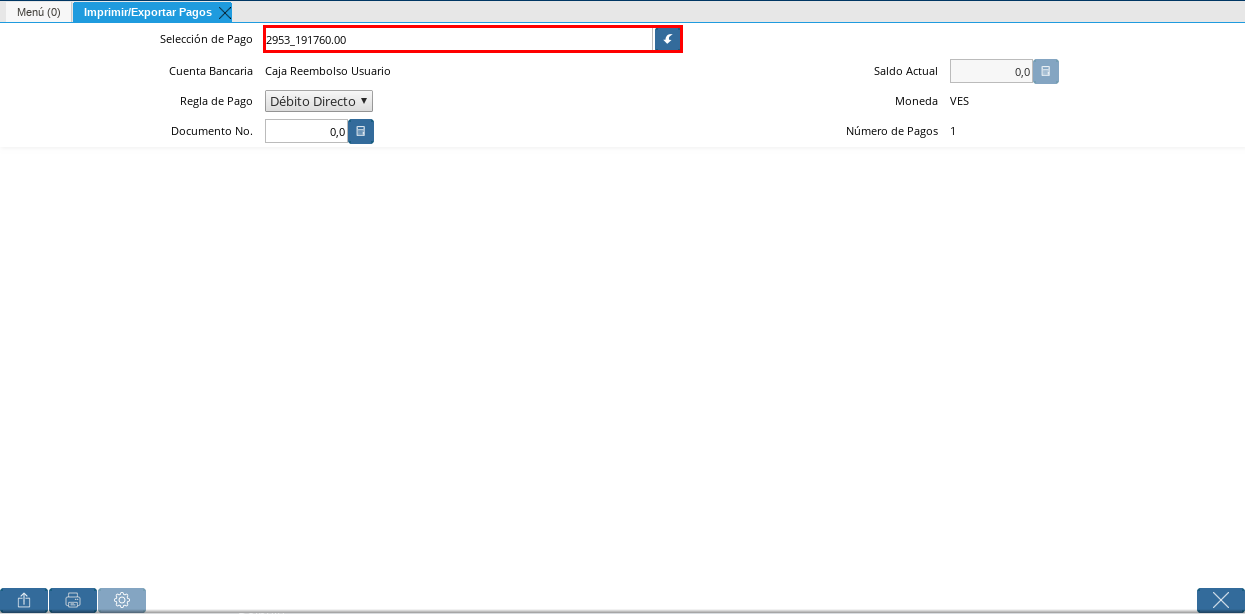 Menú (0) Imprimir/Exportar Pagos
Selección de Pago 2953_191760.00
Cuenta Bancaria Caja Reembolso Usuario Saldo Actual 0,0
Regla de Pago Débito Directo Moneda VES
Documento No. 0,0 Número de Pagos 1